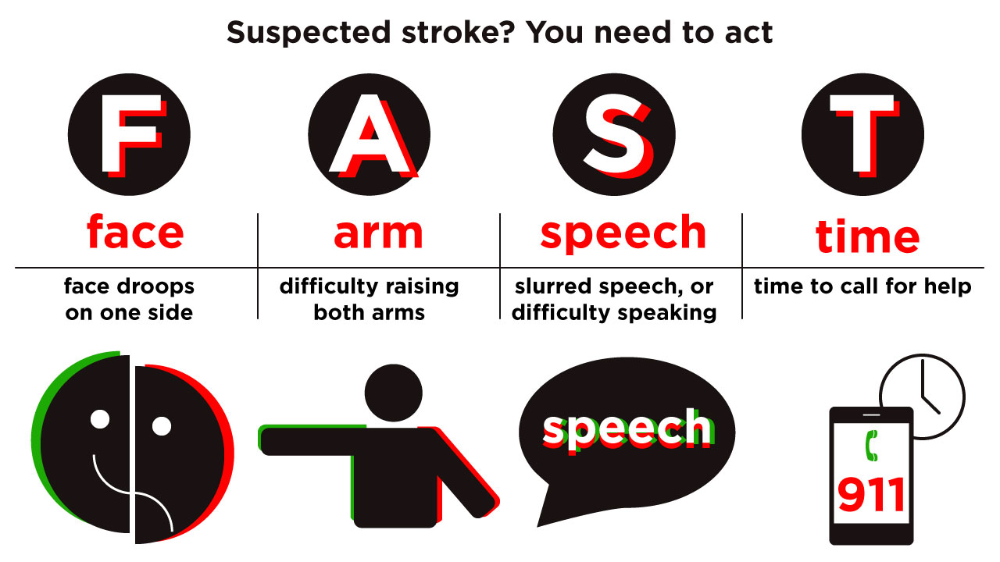 Suspected stroke? You need to act
F
A
S
T
face
arm
speech
time
face droops
on one side
difficulty raising
both arms
slurred speech, or
difficulty speaking
time to call for help
speech
911